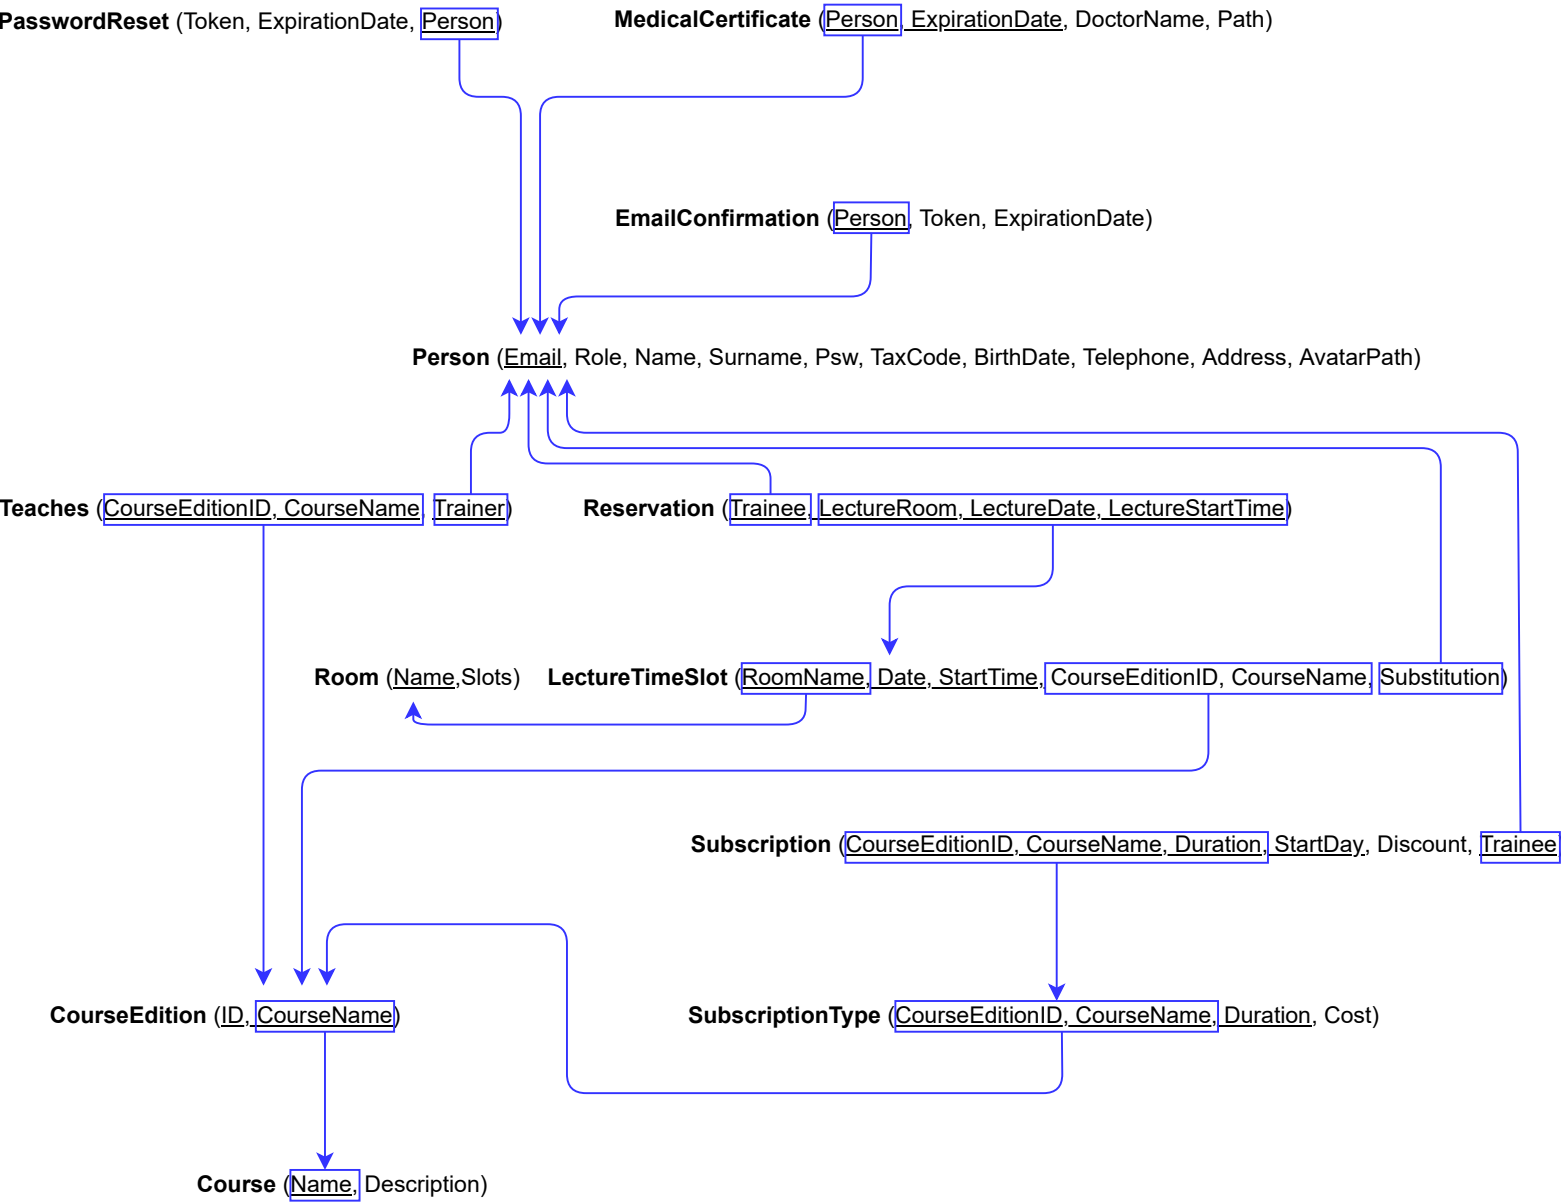 PasswordReset (Token, ExpirationDate, Person)
MedicalCertificate (Person, ExpirationDate, DoctorName, Path)
EmailConfirmation (Person, Token, ExpirationDate)
Person (Email, Role, Name, Surname, Psw, TaxCode, BirthDate, Telephone, Address, AvatarPath)
Teaches (CourseEditionID, CourseName, Trainer)
Reservation (Trainee, LectureRoom, LectureDate, LectureStartTime)
Room (Name,Slots)
LectureTimeSlot (RoomName, Date, StartTime, CourseEditionID, CourseName, Substitution)
Subscription (CourseEditionID, CourseName, Duration, StartDay, Discount, Trainee
CourseEdition (ID, CourseName)
SubscriptionType (CourseEditionID, CourseName, Duration, Cost)
Course (Name, Description)